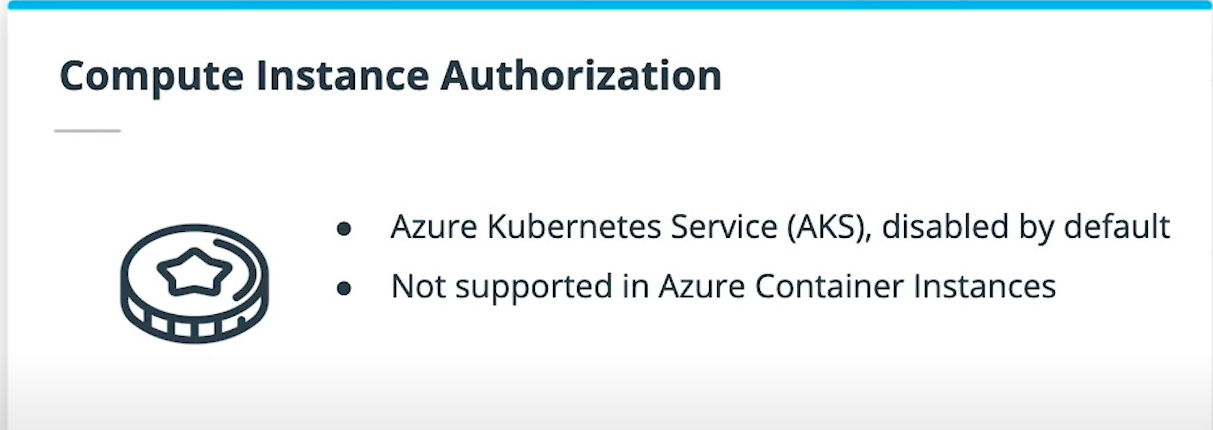 Compute Instance Authorization
● Azure Kubernetes Service (AKS), disabled by default
● Not supported in Azure Container Instances